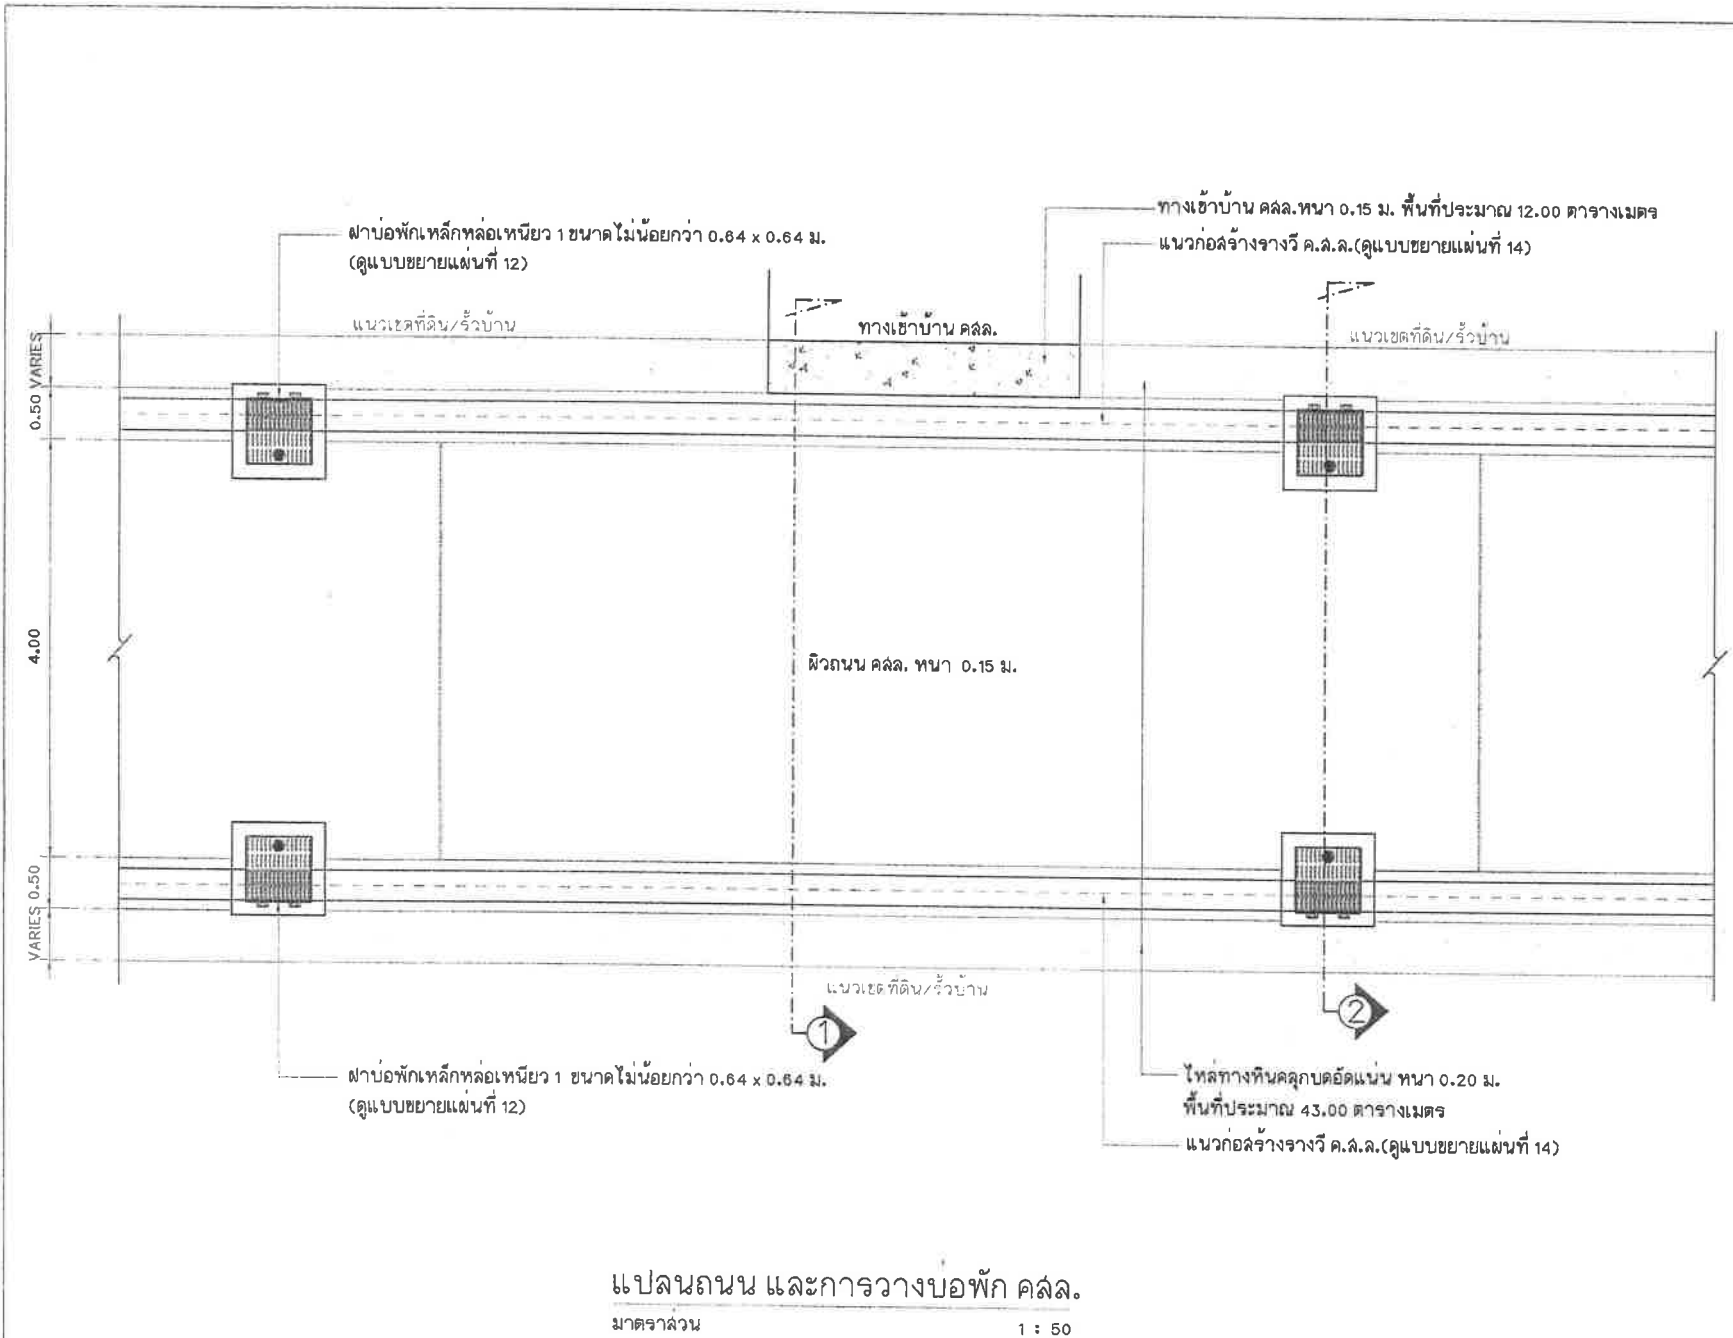 ทางเข้าบ้าน คสล.หนา 0.15 ม. พื้นที่ประมาณ 12.00 ตารางเมตร
ฝาบ่อพักเหล็กหล่อเหนียว 1 ขนาดไม่น้อยกว่า 0.64 x 0.64 ม.
(ดูแบบขยายแผ่นที่ 12)
แนวก่อสร้างรางวี ค.ส.ล.(ดูแบบขยายแผ่นที่ 14)
แนวเขตที่ดิน/รั้วบ้าน
ทางเข้าบ้าน คสล.
แนวเขตที่ดิน/รั้วบ้าน
VARIES
0.50
4.00
ผิวถนน คสล. หนา 0.15 ม.
0.50
VARIES
แนวเขตที่ดิน/รั้วบ้าน
1
2
ฝาบ่อพักเหล็กหล่อเหนียว 1 ขนาดไม่น้อยกว่า 0.64 x 0.64 ม.
(ดูแบบขยายแผ่นที่ 12)
ไหล่ทางหินคลุกบดอัดแน่น หนา 0.20 ม.
พื้นที่ประมาณ 43.00 ตารางเมตร
แนวก่อสร้างรางวี ค.ส.ล.(ดูแบบขยายแผ่นที่ 14)
แปลนถนน และการวางบ่อพัก คสล.
มาตราส่วน 1 : 50